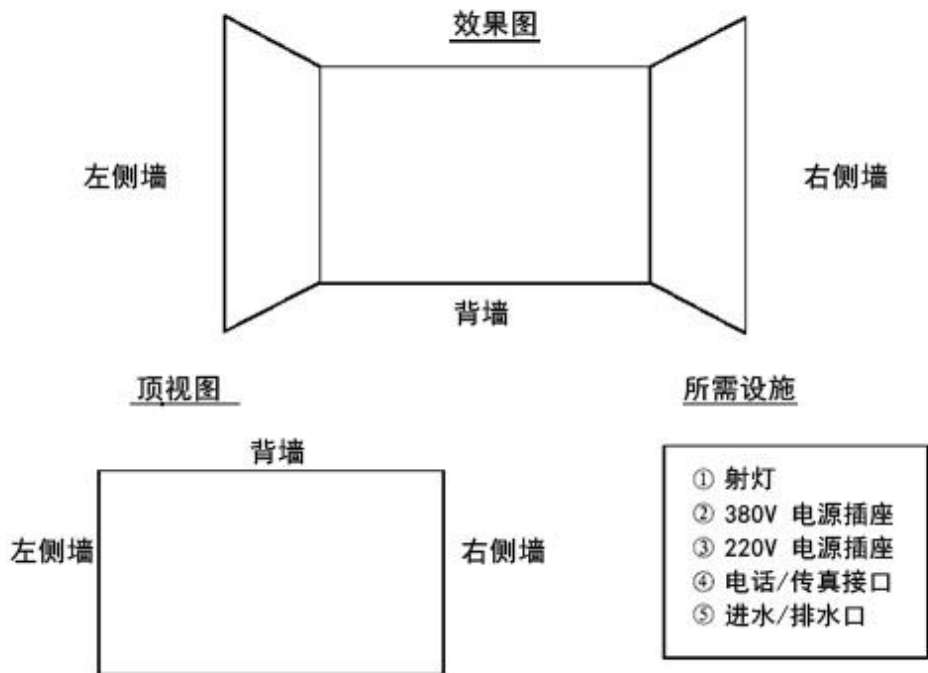 效果图
左侧墙
右侧墙
背墙
顶视图
所需设施
背墙
左侧墙
右侧墙
① 射灯
② 380V 电源插座
③ 220V 电源插座
④ 电话/传真接口
⑤ 进水/排水口